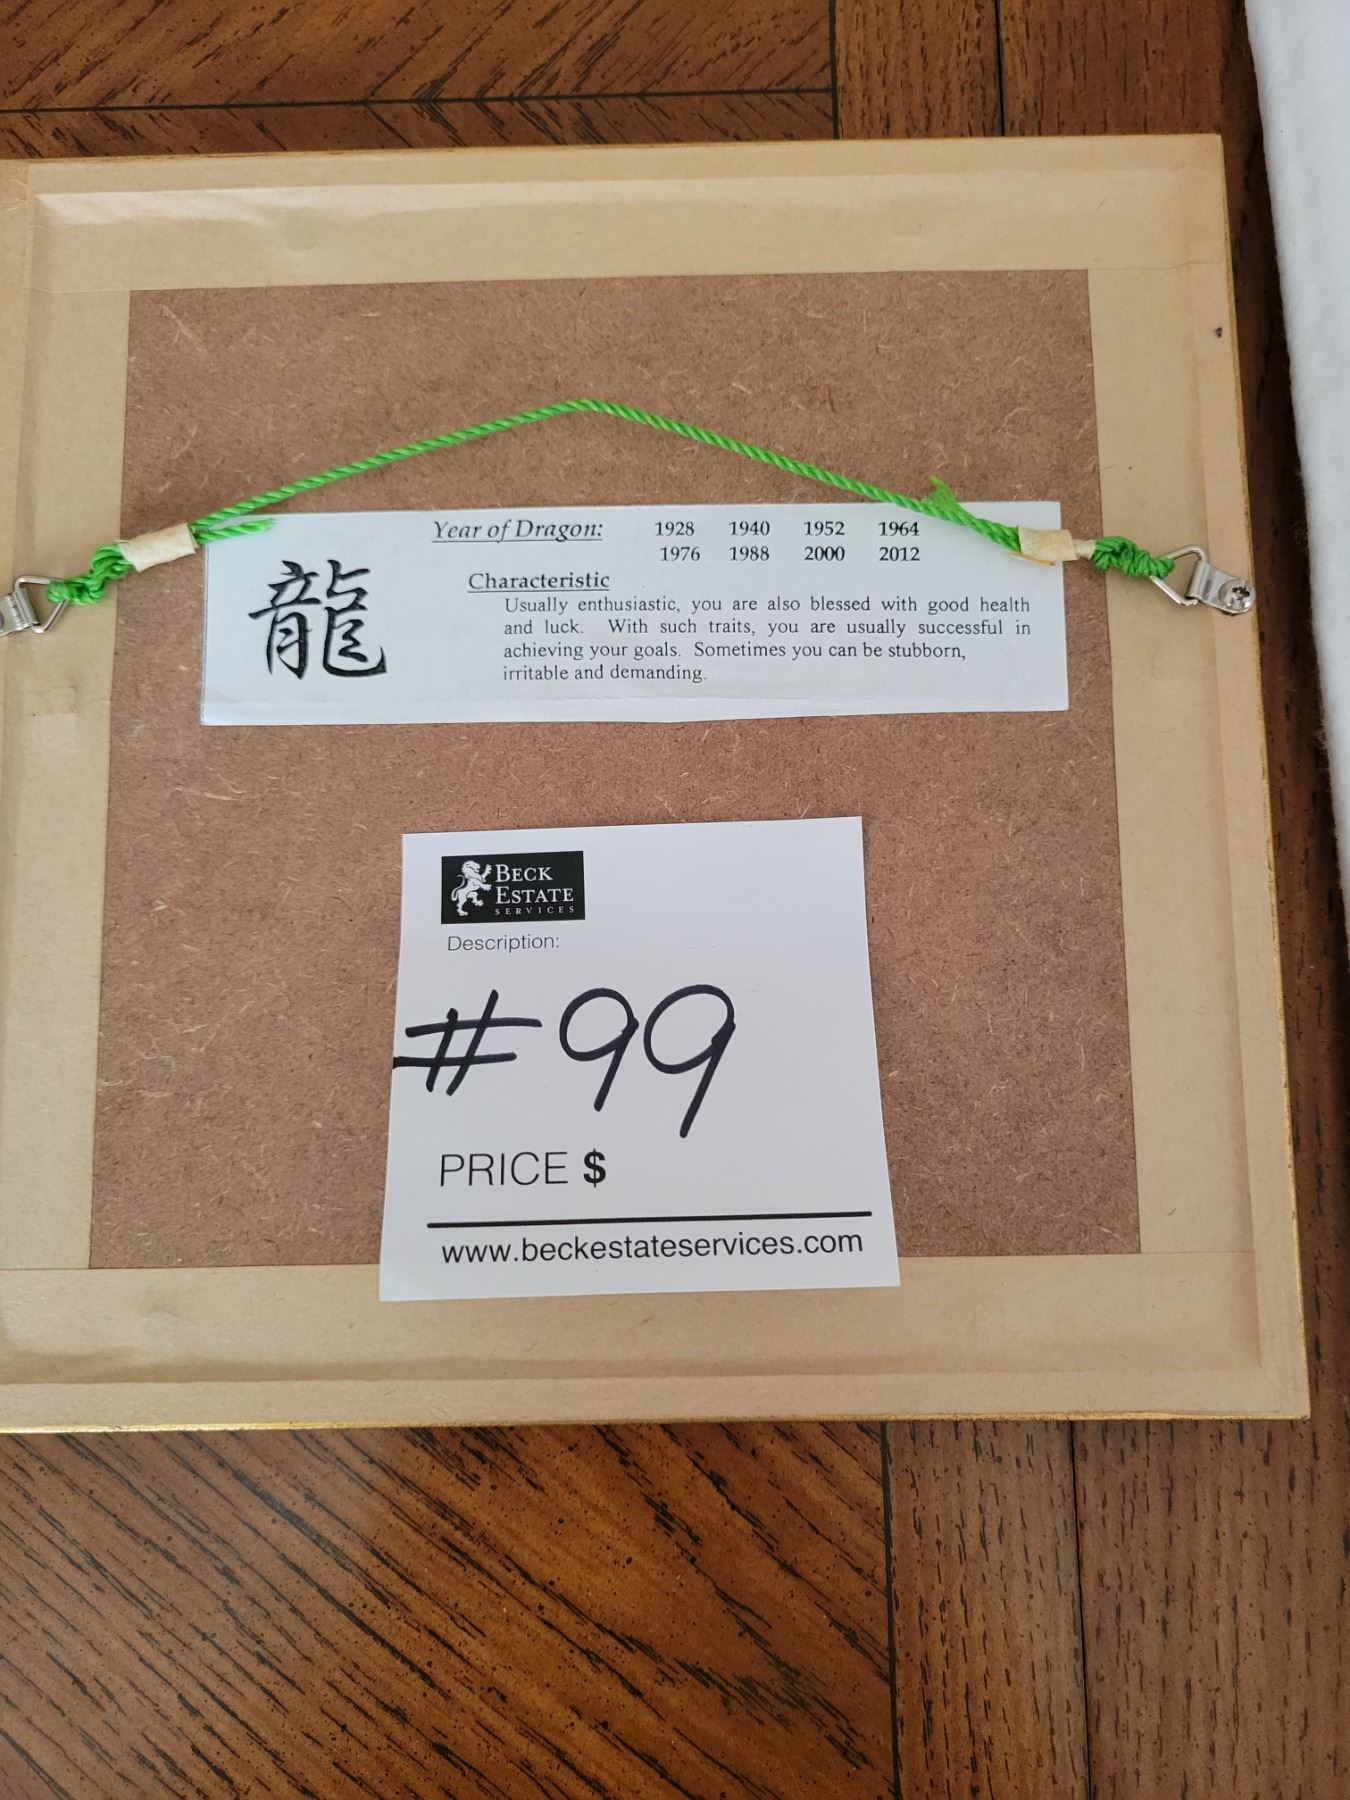 Year of Dragon: 1928 1940 1952 1964
1976 1988 2000 2012
龍
Characteristic
Usually enthusiastic, you are also blessed with good health
and luck. With such traits, you are usually successful in
achieving your goals. Sometimes you can be stubborn,
irritable and demanding.
BECK
ESTATE
SERVICES
Description:
#99
PRICE $
www.beckestateservices.com